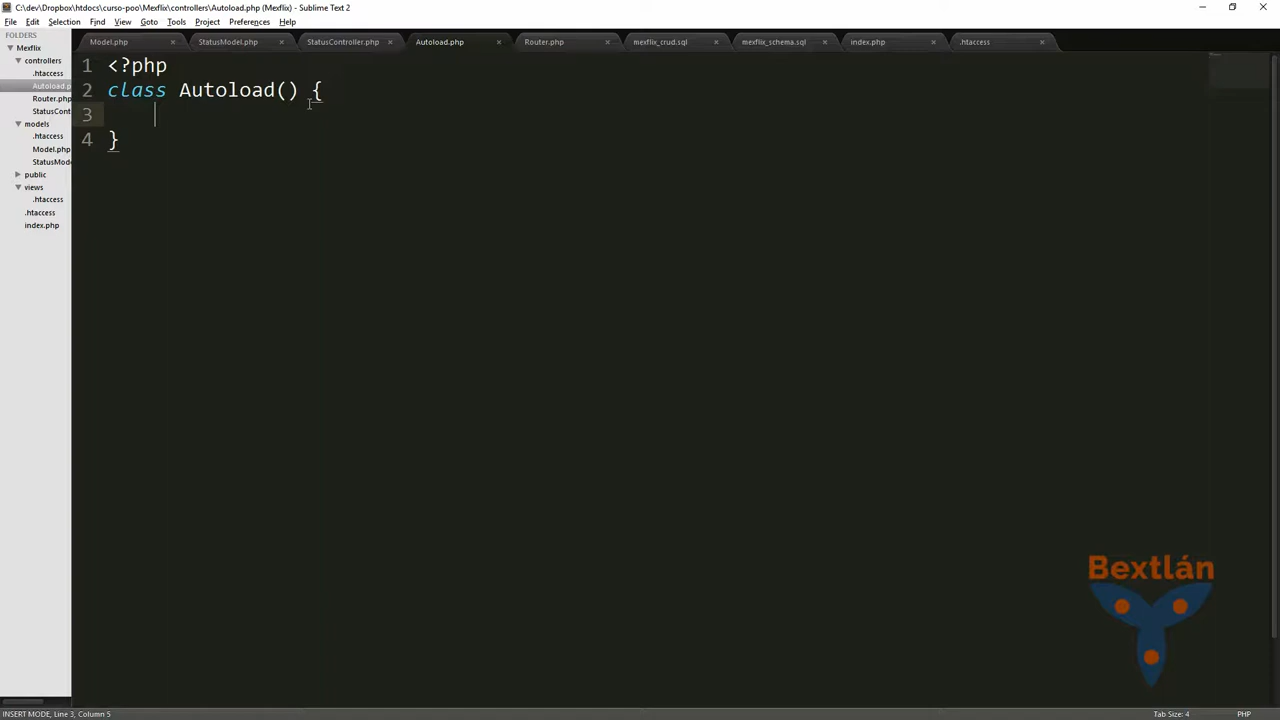 C:\dev\Dropbox\htdocs\curso-poo\Mexflix\controllers\Autoload.php (Mexflix) - Sublime Text 2
File Edit Selection Find View Goto Tools Project Preferences Help
FOLDERS
Mexflix
controllers
.htaccess
Autoload.p
Router.php
StatusCont
models
.htaccess
Model.php
StatusMode
public
views
.htaccess
.htaccess
index.php
Model.php × StatusModel.php × StatusController.php × Autoload.php × Router.php × mexflix_crud.sql × mexflix_schema.sql × index.php × .htaccess ×
1 <?php
2 class Autoload() {
3
4 }
Bextlán
INSERT MODE, Line 3, Column 5
Tab Size: 4
PHP